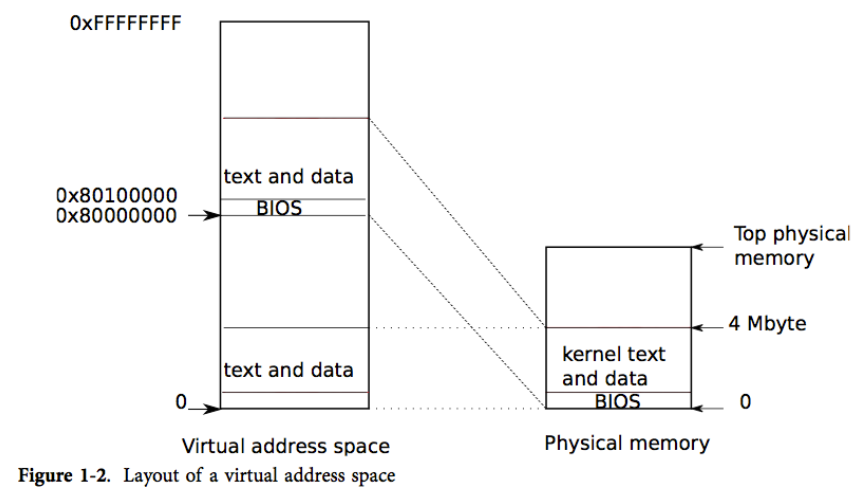 0xFFFFFFFF
text and data
0x80100000
0x80000000
BIOS
text and data
0
Virtual address space
Top physical
memory
4 Mbyte
kernel text
and data
BIOS
0
Physical memory
Figure 1-2. Layout of a virtual address space